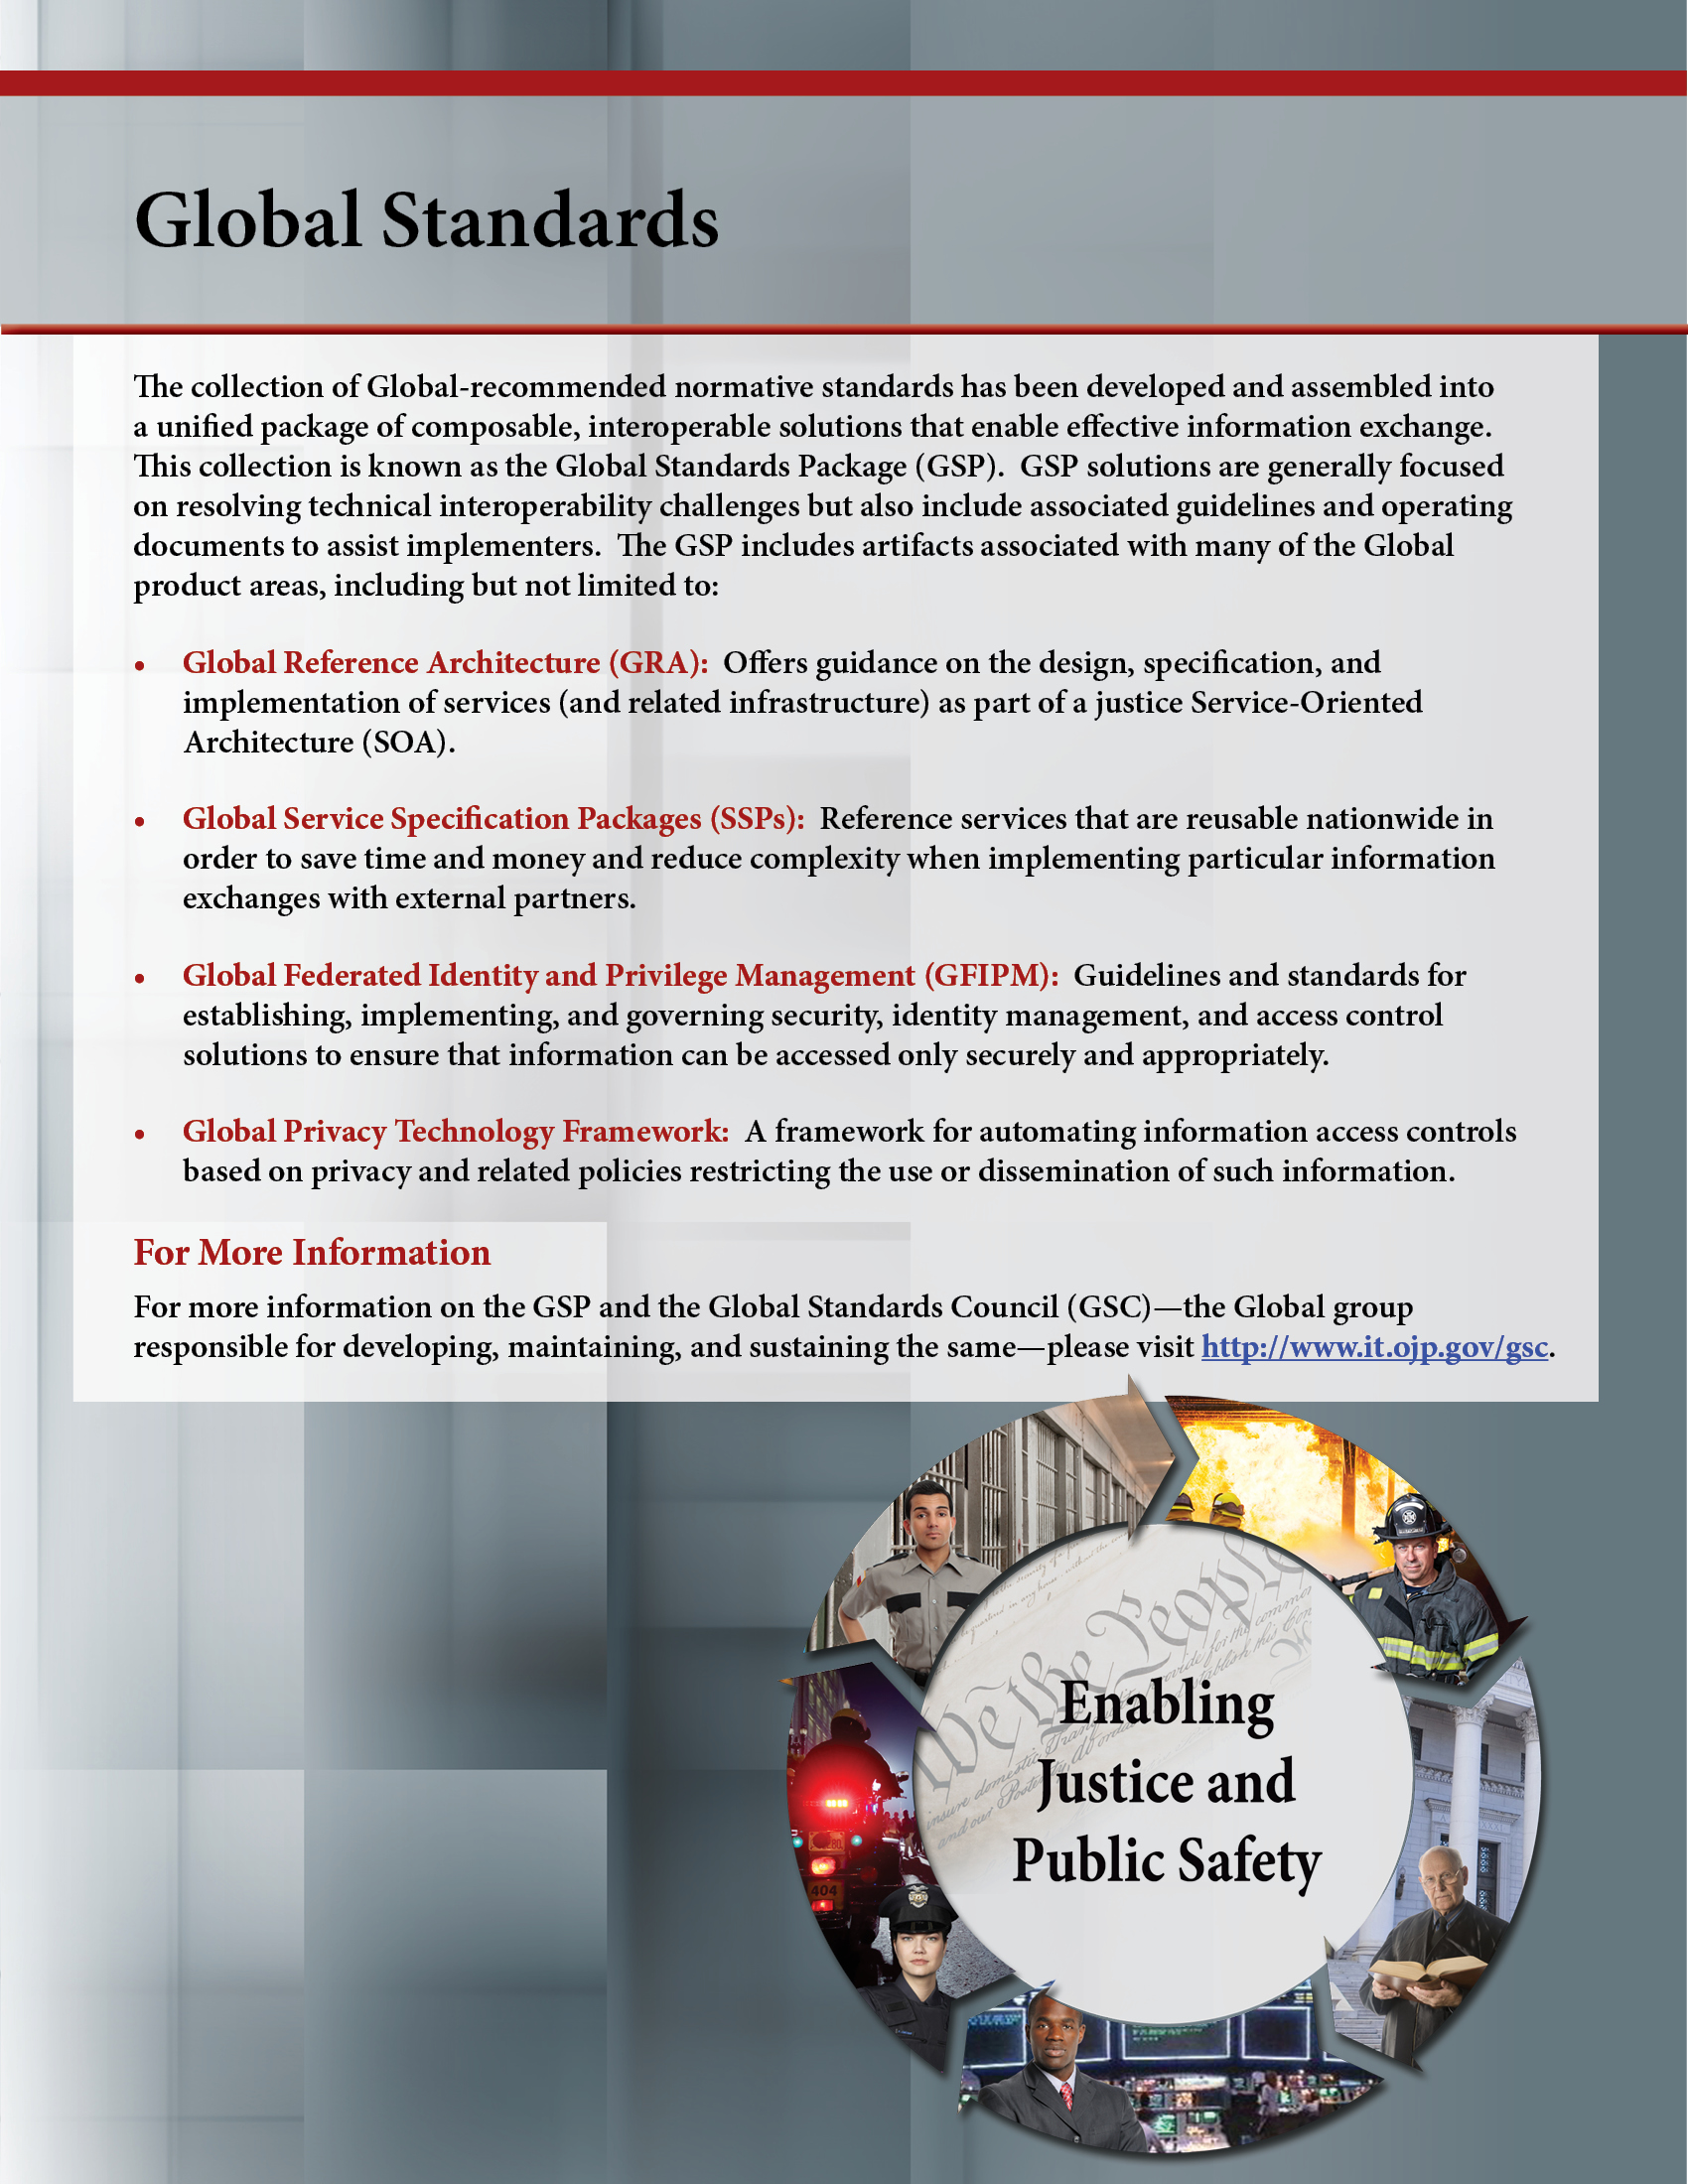 Global Standards
The collection of Global-recommended normative standards has been developed and assembled into
a unified package of composable, interoperable solutions that enable effective information exchange.
This collection is known as the Global Standards Package (GSP).  GSP solutions are generally focused
on resolving technical interoperability challenges but also include associated guidelines and operating
documents to assist implementers.  The GSP includes artifacts associated with many of the Global
product areas, including but not limited to:
• Global Reference Architecture (GRA):  Offers guidance on the design, specification, and
implementation of services (and related infrastructure) as part of a justice Service-Oriented
Architecture (SOA).
• Global Service Specification Packages (SSPs):  Reference services that are reusable nationwide in
order to save time and money and reduce complexity when implementing particular information
exchanges with external partners.
• Global Federated Identity and Privilege Management (GFIPM):  Guidelines and standards for
establishing, implementing, and governing security, identity management, and access control
solutions to ensure that information can be accessed only securely and appropriately.
• Global Privacy Technology Framework:  A framework for automating information access controls
based on privacy and related policies restricting the use or dissemination of such information.
For More Information
For more information on the GSP and the Global Standards Council (GSC)—the Global group
responsible for developing, maintaining, and sustaining the same—please visit http://www.it.ojp.gov/gsc.
We the People
insure domestic
and our
Enabling
Justice and
Public Safety
404